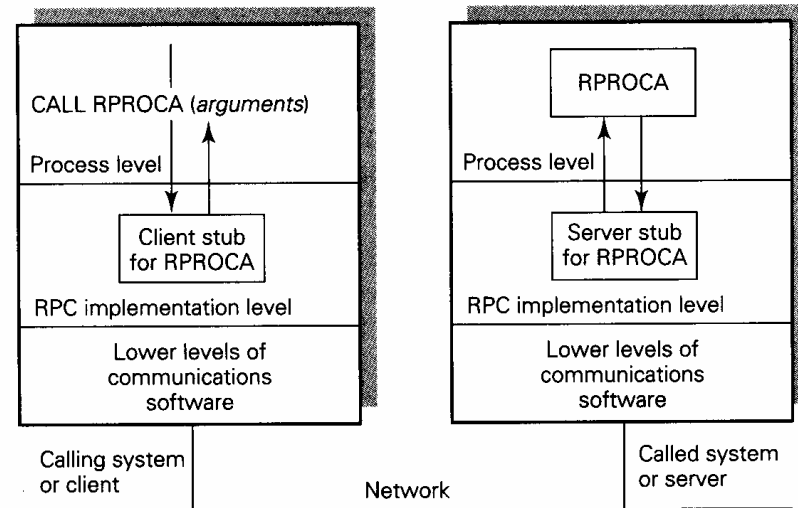 CALL RPROCA (arguments)
Process level
Client stub
for RPROCA
RPC implementation level
Lower levels of
communications
software
Calling system
or client
RPROCA
Process level
Server stub
for RPROCA
RPC implementation level
Lower levels of
communications
software
Called system
or server
Network